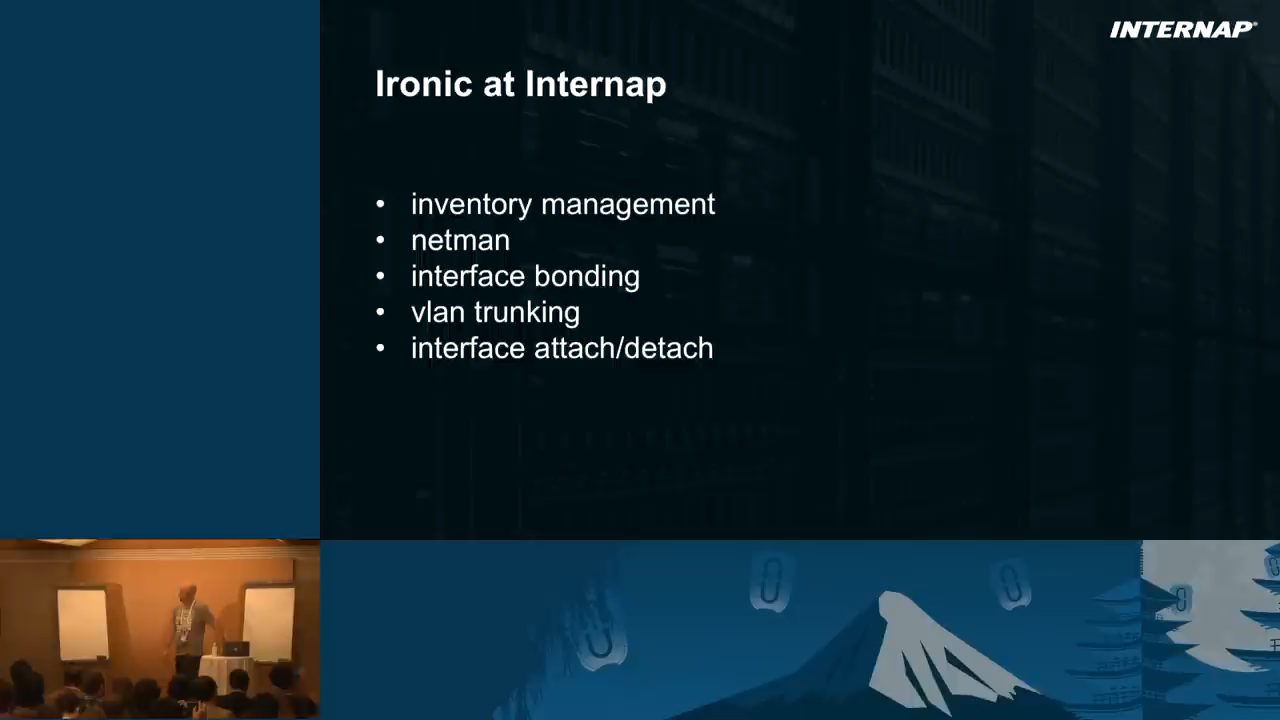 INTERNAP
Ironic at Internap
• inventory management
• netman
• interface bonding
• vlan trunking
• interface attach/detach